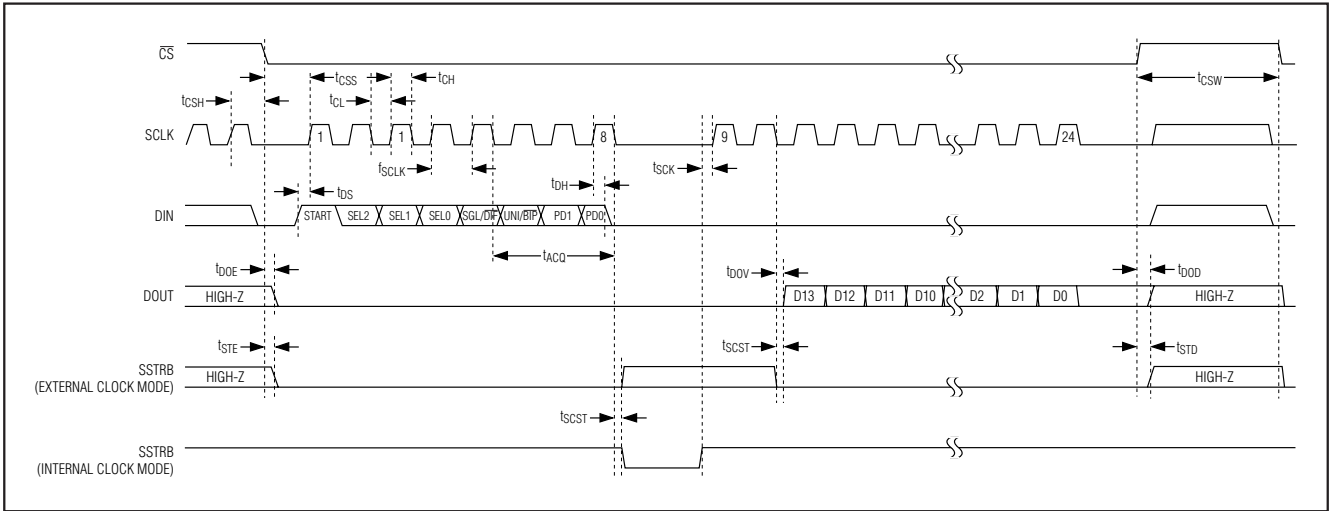 CS
tCSS
tCH
tCSW
tCSH
tCL
SCLK
1
1
8
9
24
fSCLK
tSCK
tDH
tDS
DIN
START
SEL2
SEL1
SEL0
SGL/DIF
UNI/BIP
PD1
PD0
tACQ
tDOE
tDOV
tDOD
DOUT
HIGH-Z
D13
D12
D11
D10
D2
D1
D0
HIGH-Z
tSTE
tSCST
tSTD
SSTRB
(EXTERNAL CLOCK MODE)
HIGH-Z
HIGH-Z
tSCST
SSTRB
(INTERNAL CLOCK MODE)